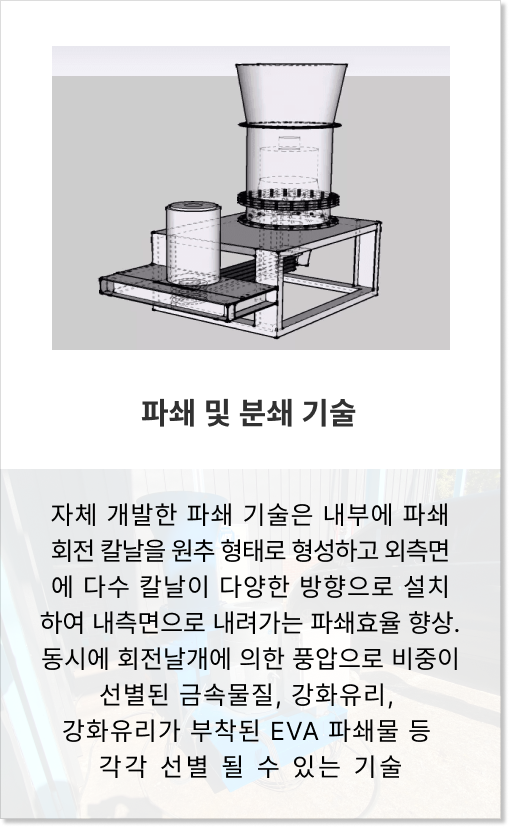 파쇄 및 분쇄 기술
자체 개발한 파쇄 기술은 내부에 파쇄
회전 칼날을 원추 형태로 형성하고 외측면
에 다수 칼날이 다양한 방향으로 설치
하여 내측면으로 내려가는 파쇄효율 향상.
동시에 회전날개에 의한 풍압으로 비중이
선별된 금속물질, 강화유리,
강화유리가 부착된 EVA 파쇄물 등
각각 선별 될 수 있는 기술